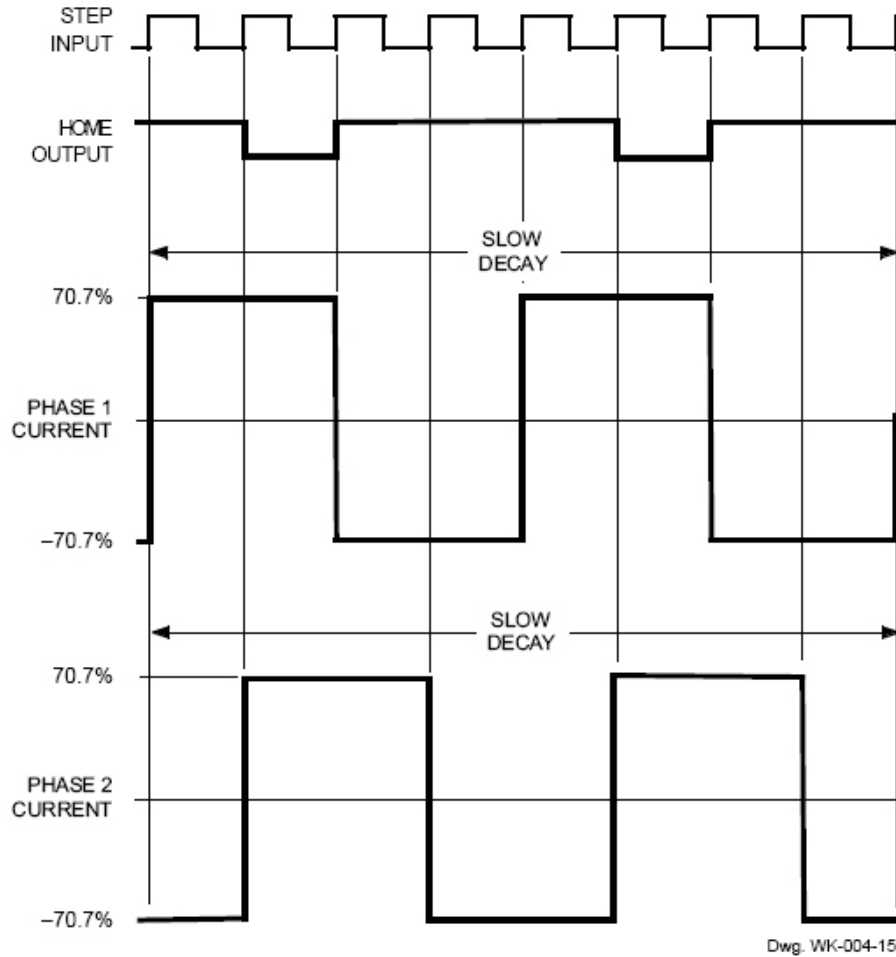 STEP
INPUT
HOME
OUTPUT
SLOW
DECAY
70.7%
PHASE 1
CURRENT
–70.7%
SLOW
DECAY
70.7%
PHASE 2
CURRENT
–70.7%
Dwg. WK-004-15